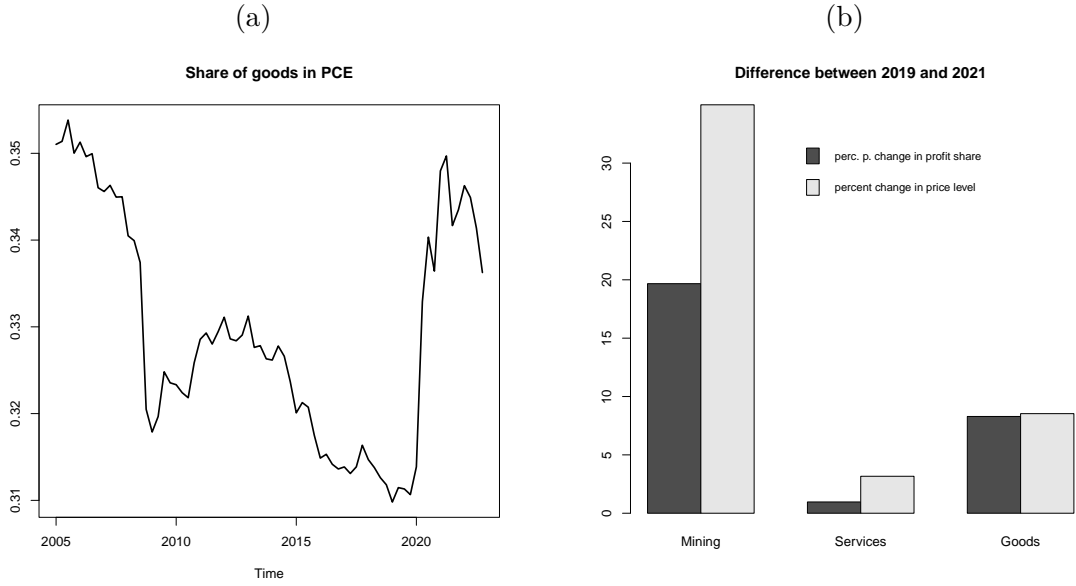 (a)
Share of goods in PCE
0.35
0.34
0.33
0.32
0.31
2005 2010 2015 2020
Time
(b)
Difference between 2019 and 2021
perc. p. change in profit share
percent change in price level
30
25
20
15
10
5
0
Mining Services Goods